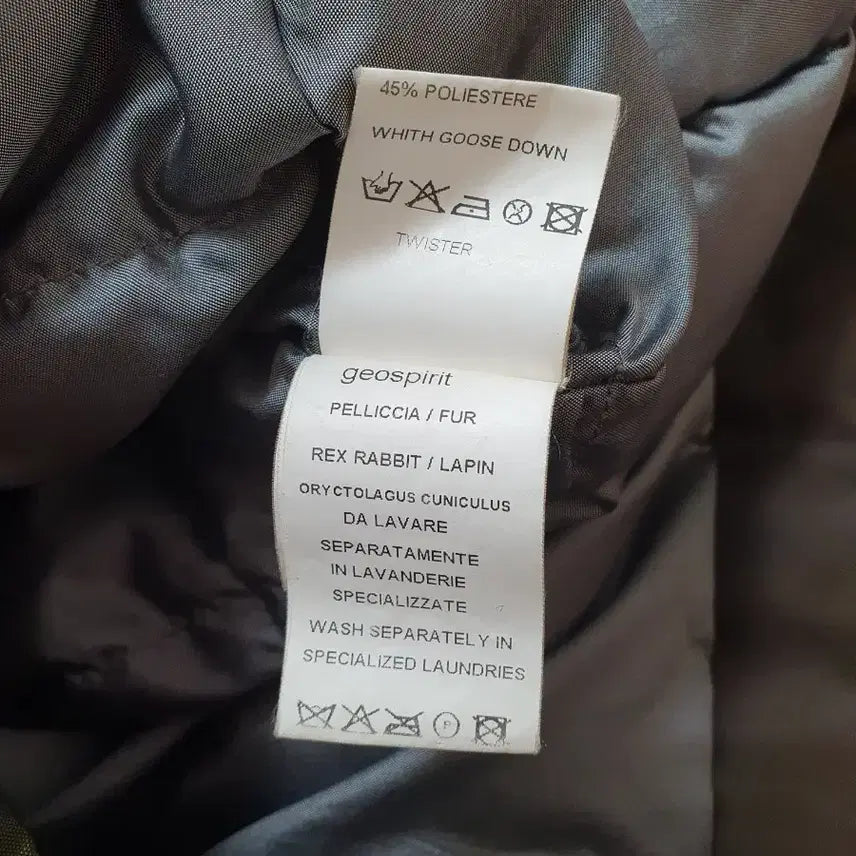 45% POLIESTERE
WHITH GOOSE DOWN
TWISTER
geospirit
PELLICCIA / FUR
REX RABBIT / LAPIN
ORYCTOLAGUS CUNICULUS
DA LAVARE
SEPARATAMENTE
IN LAVANDERIE
SPECIALIZZATE
WASH SEPARATELY IN
SPECIALIZED LAUNDRIES
P